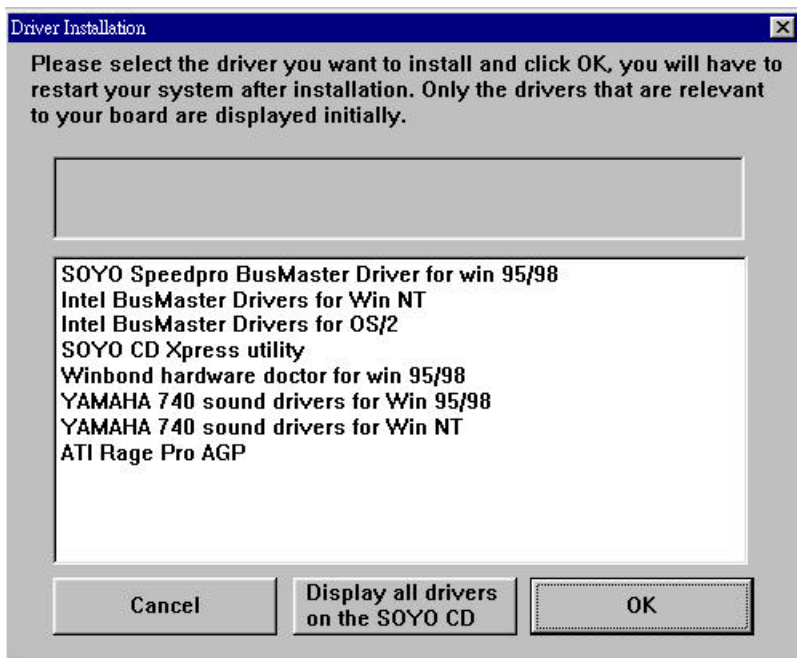 Driver Installation
Please select the driver you want to install and click OK, you will have to
restart your system after installation. Only the drivers that are relevant
to your board are displayed initially.
SOYO Speedpro BusMaster Driver for win 95/98
Intel BusMaster Drivers for Win NT
Intel BusMaster Drivers for OS/2
SOYO CD Xpress utility
Winbond hardware doctor for win 95/98
YAMAHA 740 sound drivers for Win 95/98
YAMAHA 740 sound drivers for Win NT
ATI Rage Pro AGP
Cancel
Display all drivers
on the SOYO CD
OK